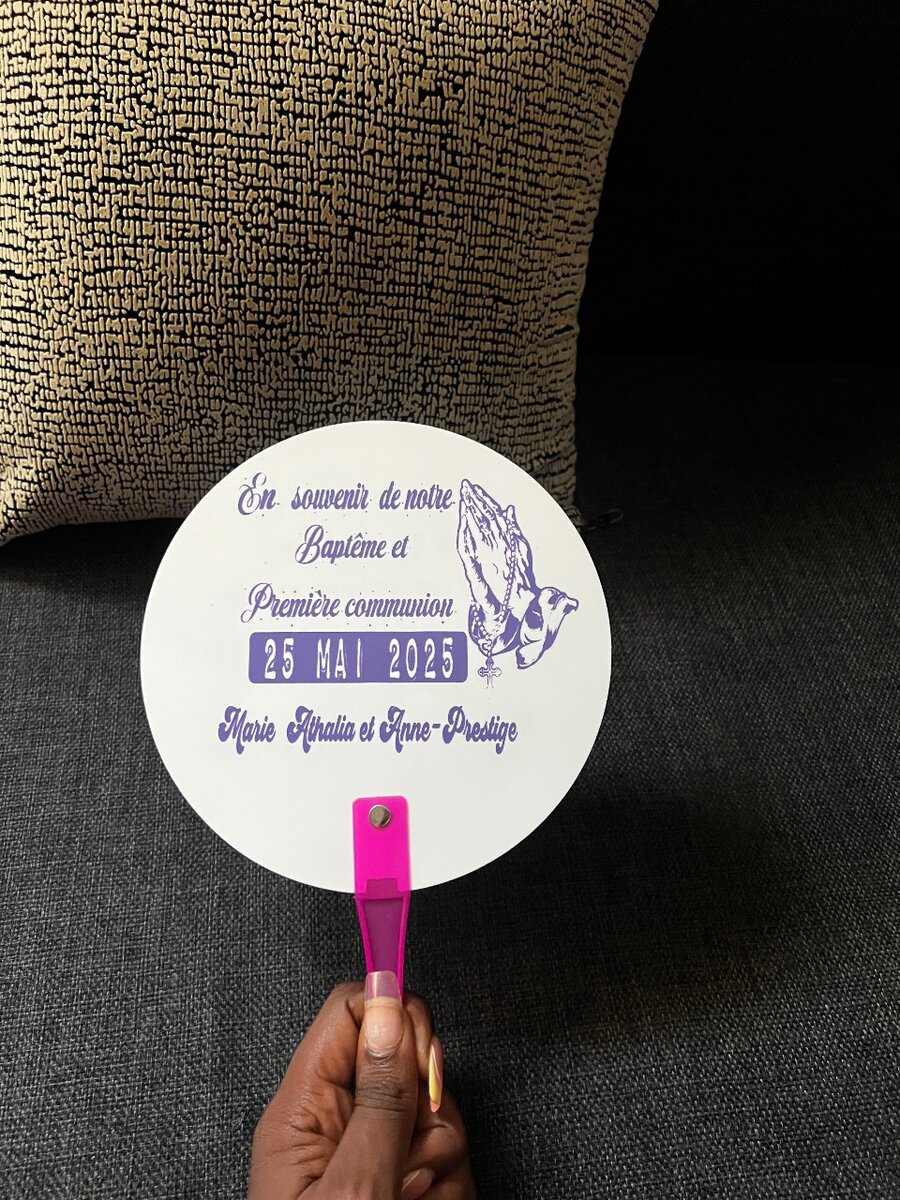 En souvenir de notre
Baptême et
Première communion
25 MAI 2025
Marie Athalia et Anne-Prestige